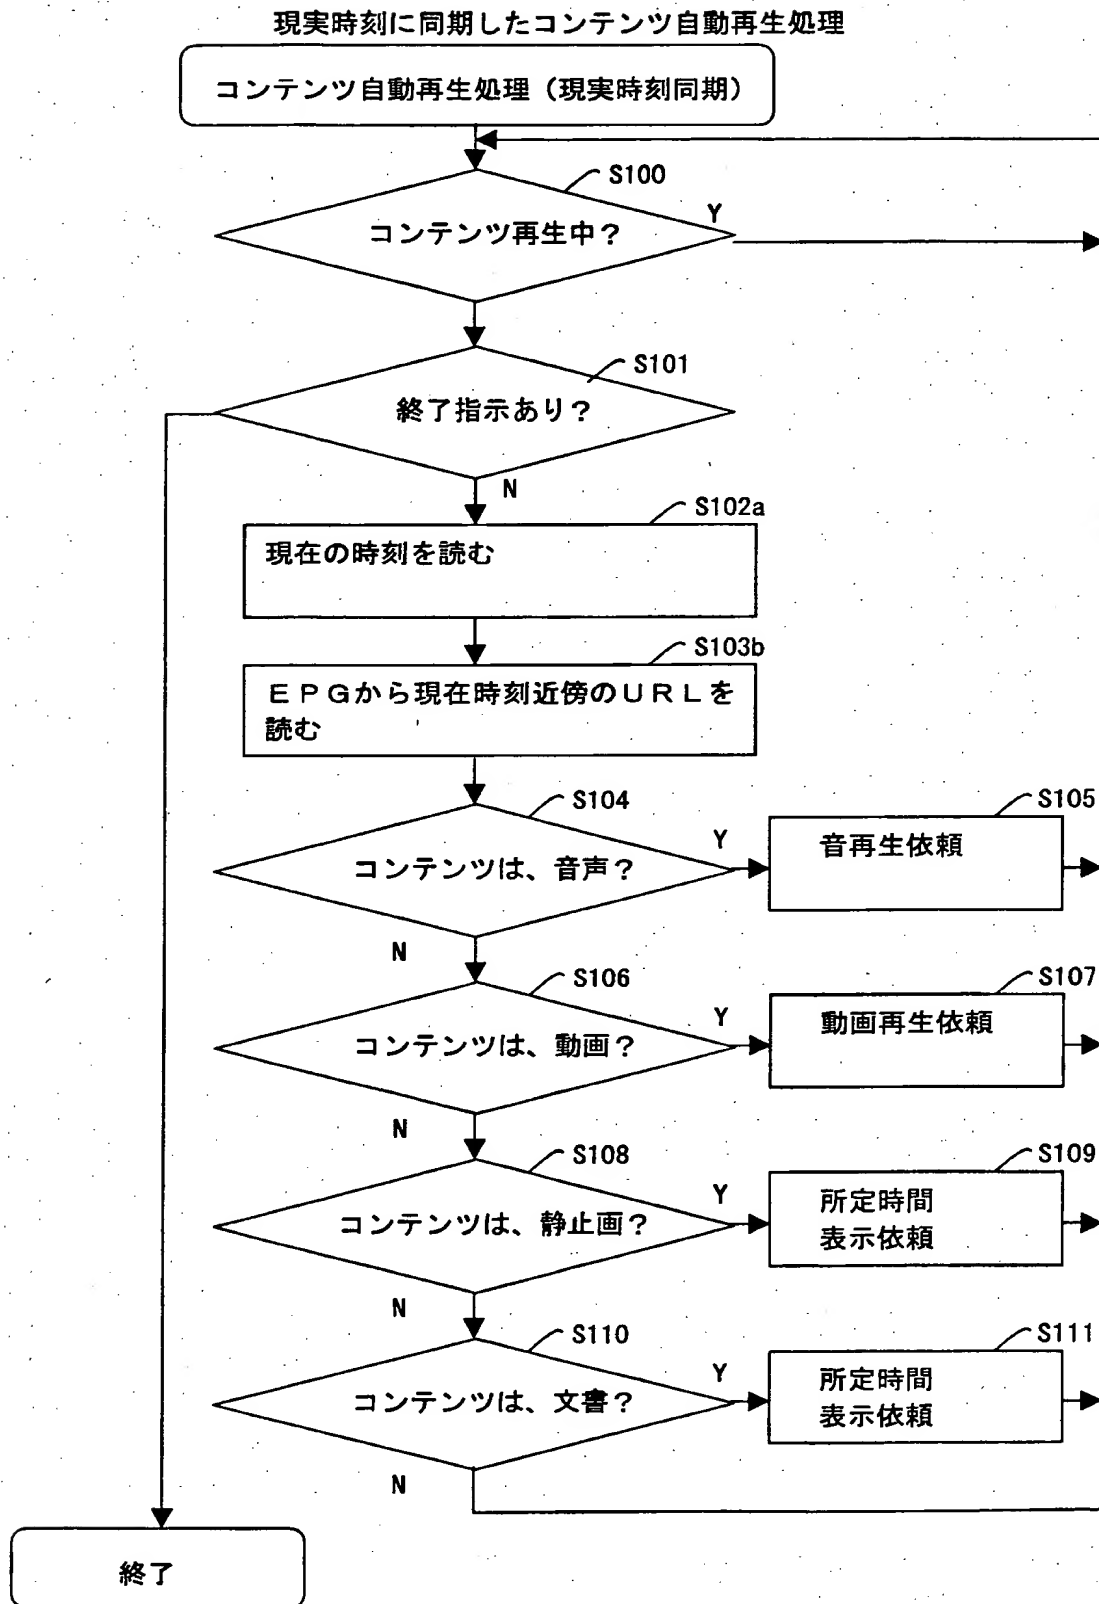 現実時刻に同期したコンテンツ自動再生処理
コンテンツ自動再生処理（現実時刻同期）
S100
コンテンツ再生中？
Y
S101
終了指示あり？
N
S102a
現在の時刻を読む
S103b
ＥＰＧから現在時刻近傍のＵＲＬを
読む
S104
コンテンツは、音声？
Y
S105
音再生依頼
N
S106
コンテンツは、動画？
Y
S107
動画再生依頼
N
S108
コンテンツは、静止画？
Y
S109
所定時間
表示依頼
N
S110
コンテンツは、文書？
Y
S111
所定時間
表示依頼
N
終了